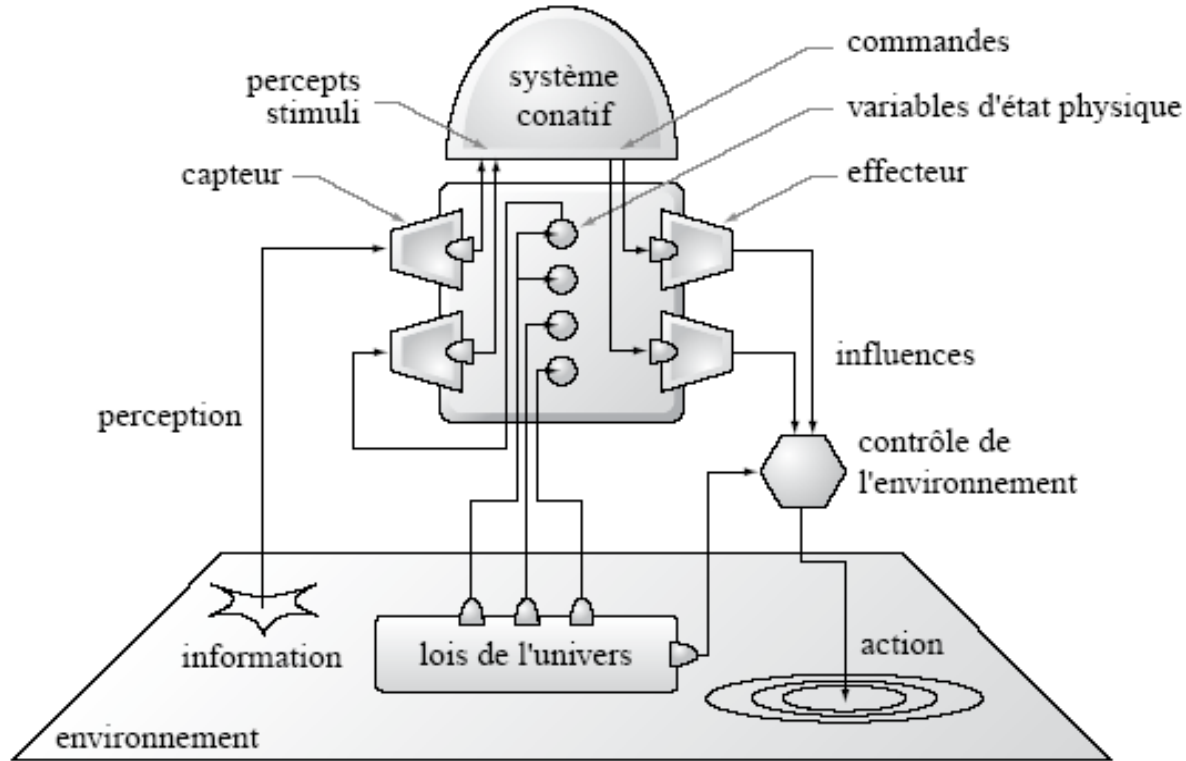 système
conatif
commandes
percepts
stimuli
variables d'état physique
capteur
effecteur
influences
perception
contrôle de
l'environnement
information
lois de l'univers
action
environnement